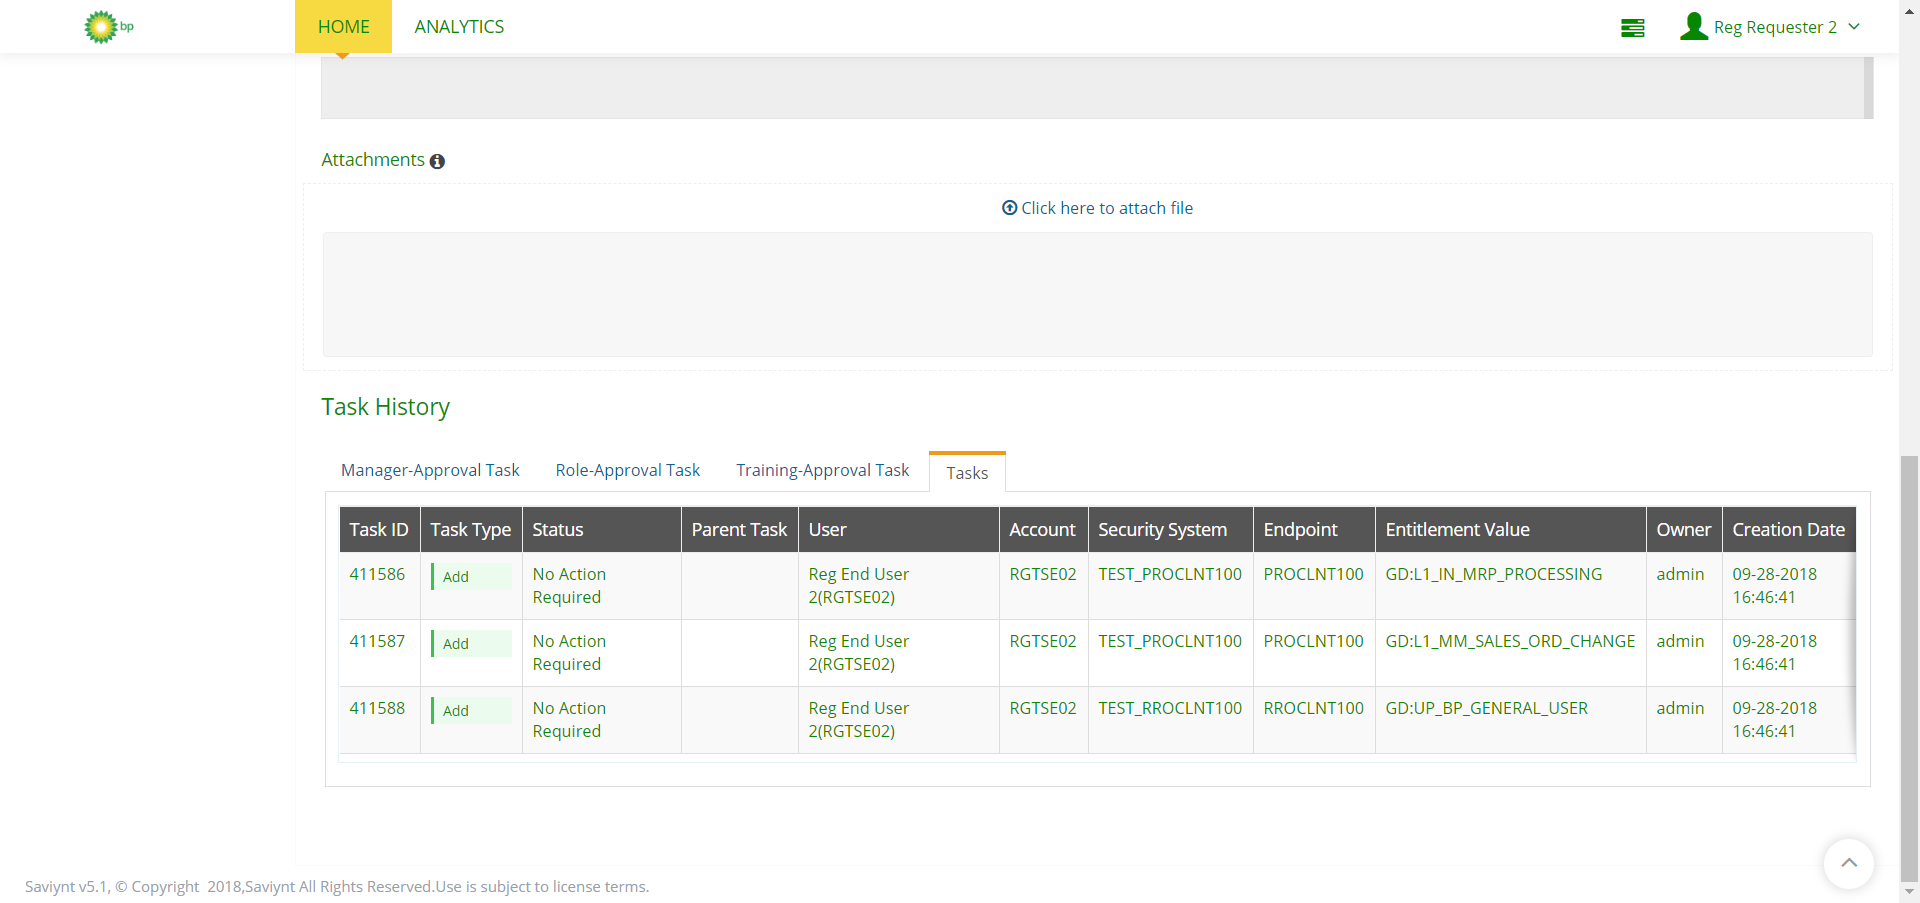 bp
HOME
ANALYTICS
Reg Requester 2
Attachments
Click here to attach file
Task History
Manager-Approval Task
Role-Approval Task
Training-Approval Task
Tasks
Task ID Task Type Status Parent Task User Account Security System Endpoint Entitlement Value Owner Creation Date
411586 Add No Action Required Reg End User 2(RGTSE02) RGTSE02 TEST_PROCLNT100 PROCLNT100 GD:L1_IN_MRP_PROCESSING admin 09-28-2018 16:46:41
411587 Add No Action Required Reg End User 2(RGTSE02) RGTSE02 TEST_PROCLNT100 PROCLNT100 GD:L1_MM_SALES_ORD_CHANGE admin 09-28-2018 16:46:41
411588 Add No Action Required Reg End User 2(RGTSE02) RGTSE02 TEST_RROCLNT100 RROCLNT100 GD:UP_BP_GENERAL_USER admin 09-28-2018 16:46:41
Saviynt v5.1, © Copyright 2018,Saviynt All Rights Reserved.Use is subject to license terms.